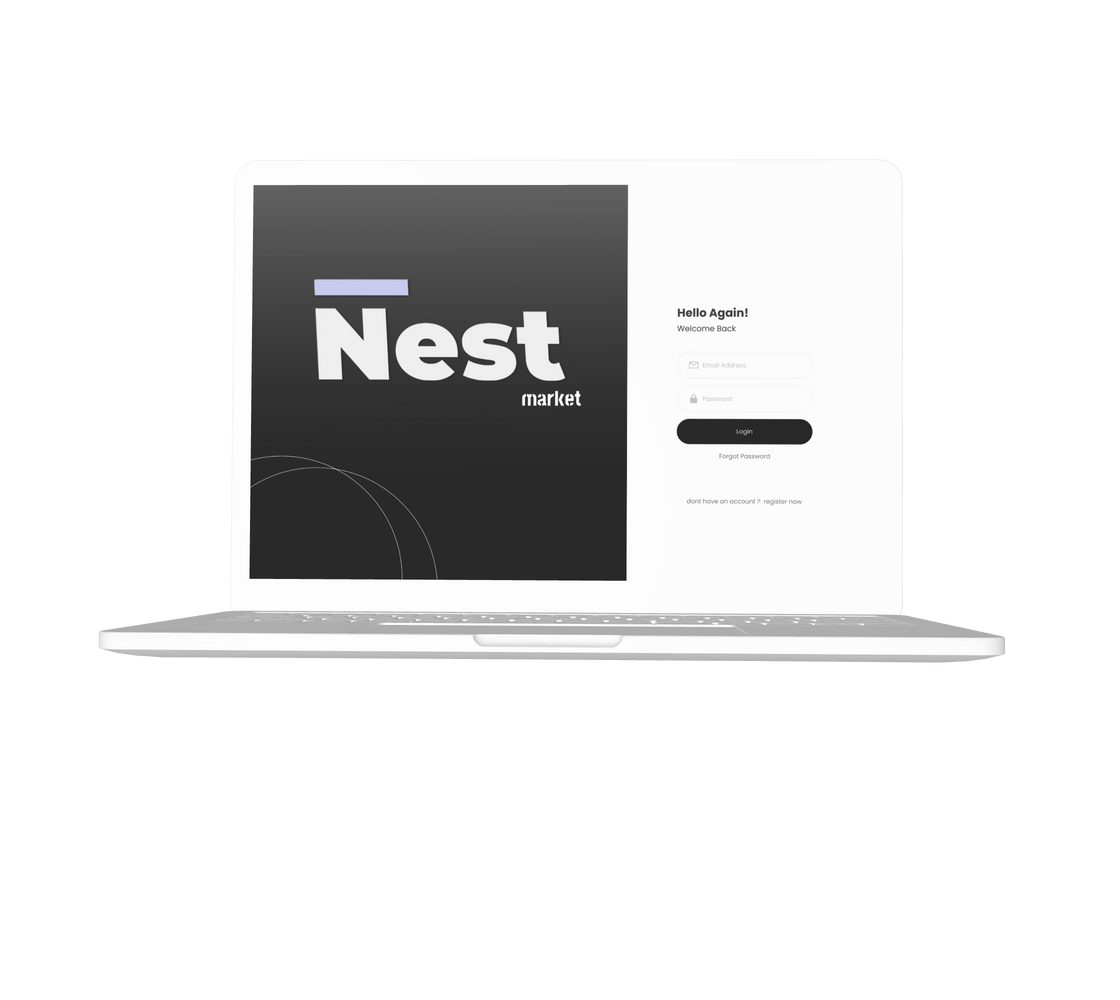 Nest
market
Hello Again!
Welcome Back
Email Address
Password
Login
Forgot Password
dont have an account ? register now